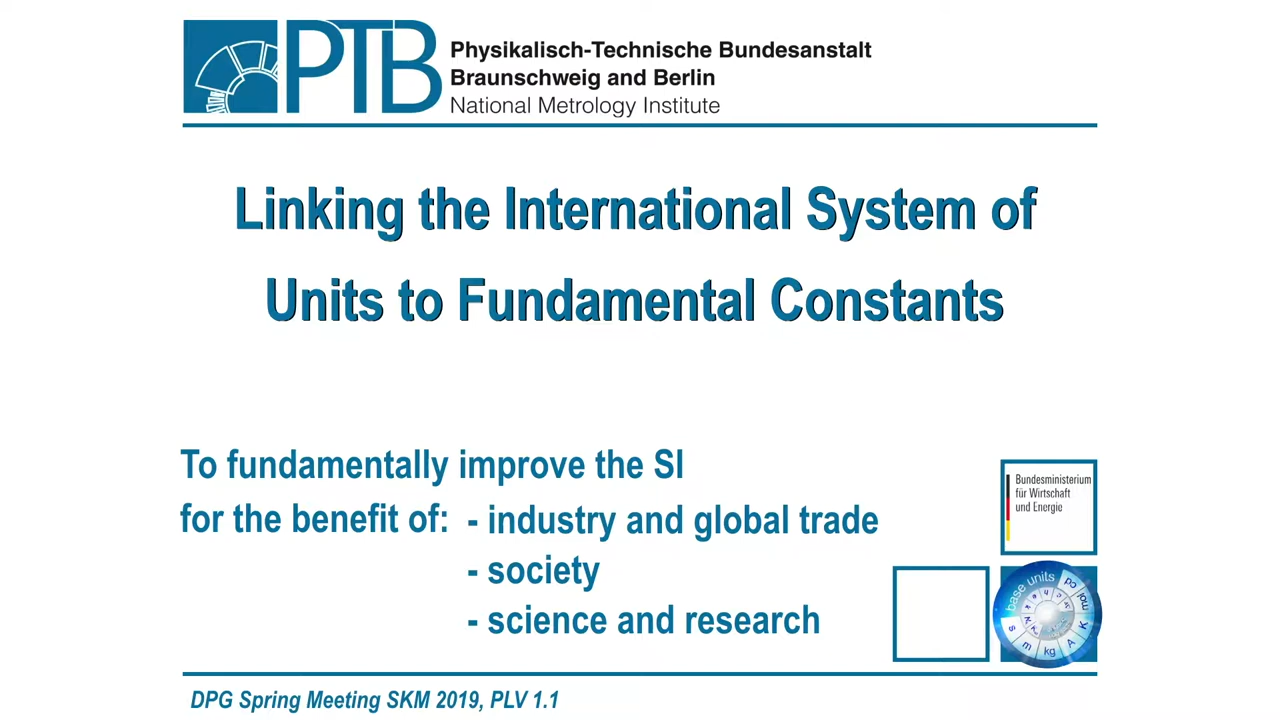 PTB
Physikalisch-Technische Bundesanstalt
Braunschweig and Berlin
National Metrology Institute
Linking the International System of
Units to Fundamental Constants
To fundamentally improve the SI
for the benefit of: - industry and global trade
- society
- science and research
Bundesministerium
für Wirtschaft
und Energie
base units
s m kg A K mol cd
DPG Spring Meeting SKM 2019, PLV 1.1